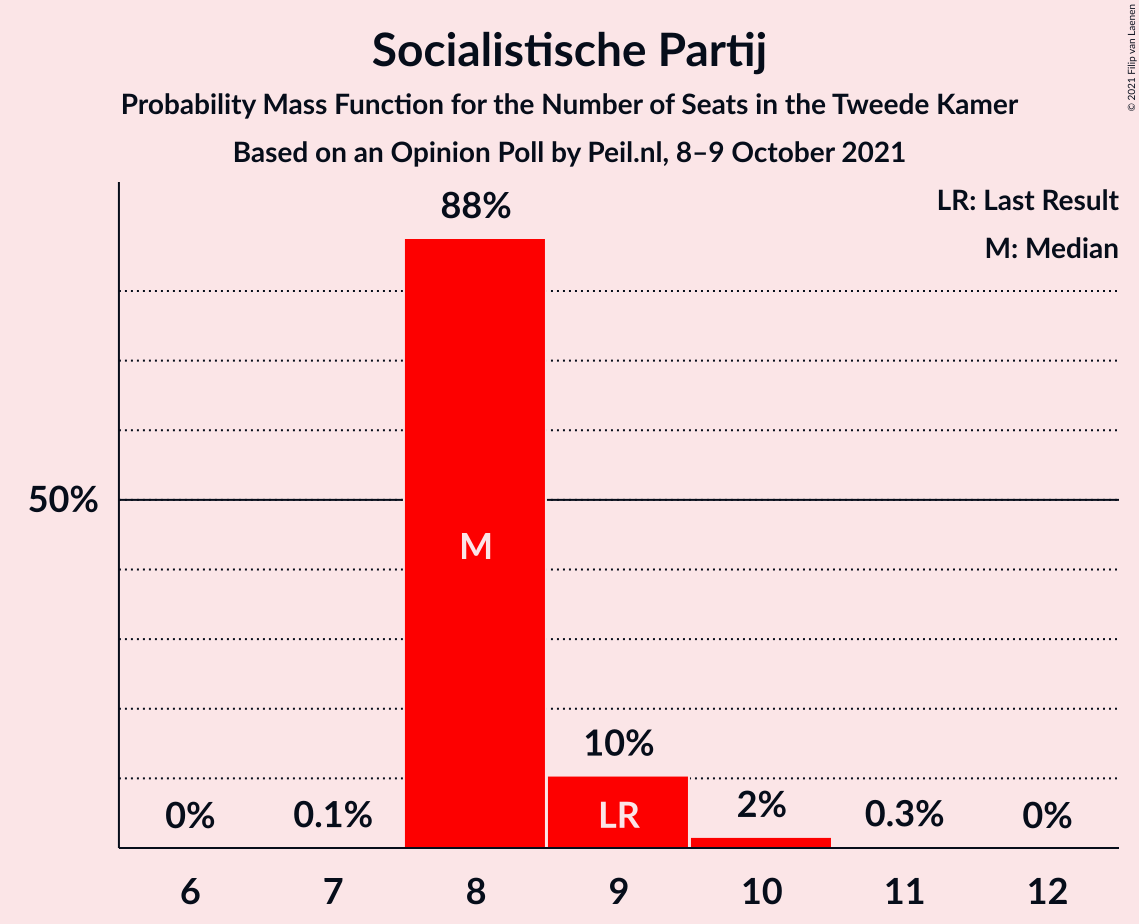 Socialistische Partij
Probability Mass Function for the Number of Seats in the Tweede Kamer
Based on an Opinion Poll by Peil.nl, 8–9 October 2021
© 2021 Filip van Laenen
LR: Last Result
M: Median
88%
50%
M
10%
0%
0.1%
LR
2%
0.3%
0%
6
7
8
9
10
11
12